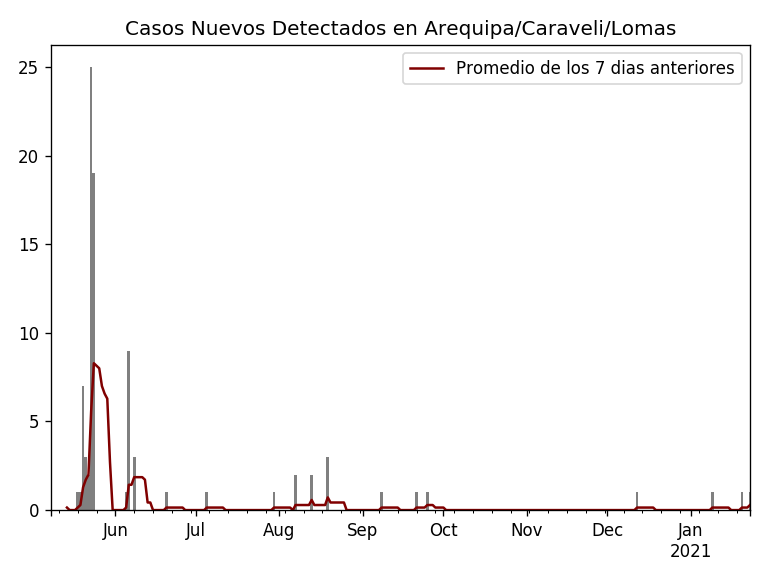 Casos Nuevos Detectados en Arequipa/Caraveli/Lomas
Promedio de los 7 dias anteriores
25
20
15
10
5
0
Jun Jul Aug Sep Oct Nov Dec Jan
2021